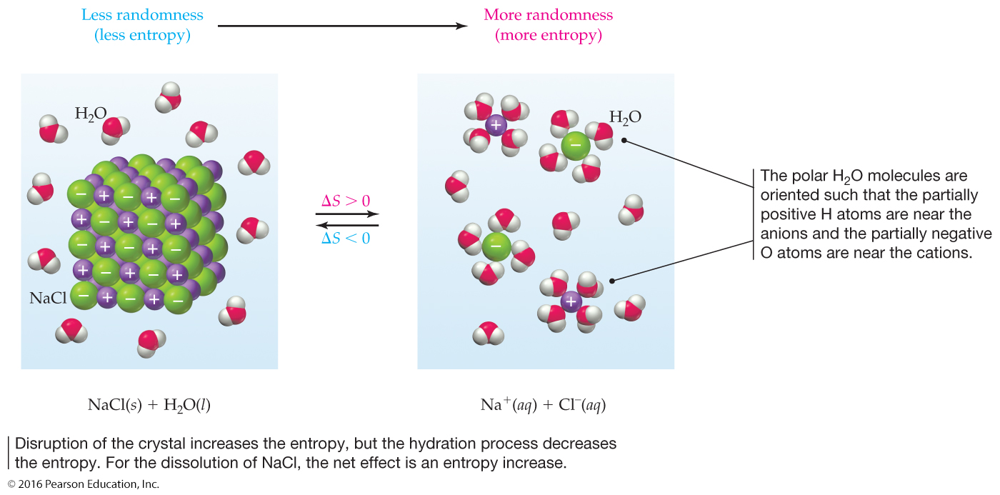 Less randomness
(less entropy)
More randomness
(more entropy)
H₂O
NaCl
− + + −
+ − − +
− + + −
+ − − +
− + + −
ΔS > 0
ΔS < 0
H₂O
+
−
−
+
The polar H₂O molecules are
oriented such that the partially
positive H atoms are near the
anions and the partially negative
O atoms are near the cations.
NaCl(s) + H₂O(l)
Na⁺(aq) + Cl⁻(aq)
Disruption of the crystal increases the entropy, but the hydration process decreases
the entropy. For the dissolution of NaCl, the net effect is an entropy increase.
© 2016 Pearson Education, Inc.